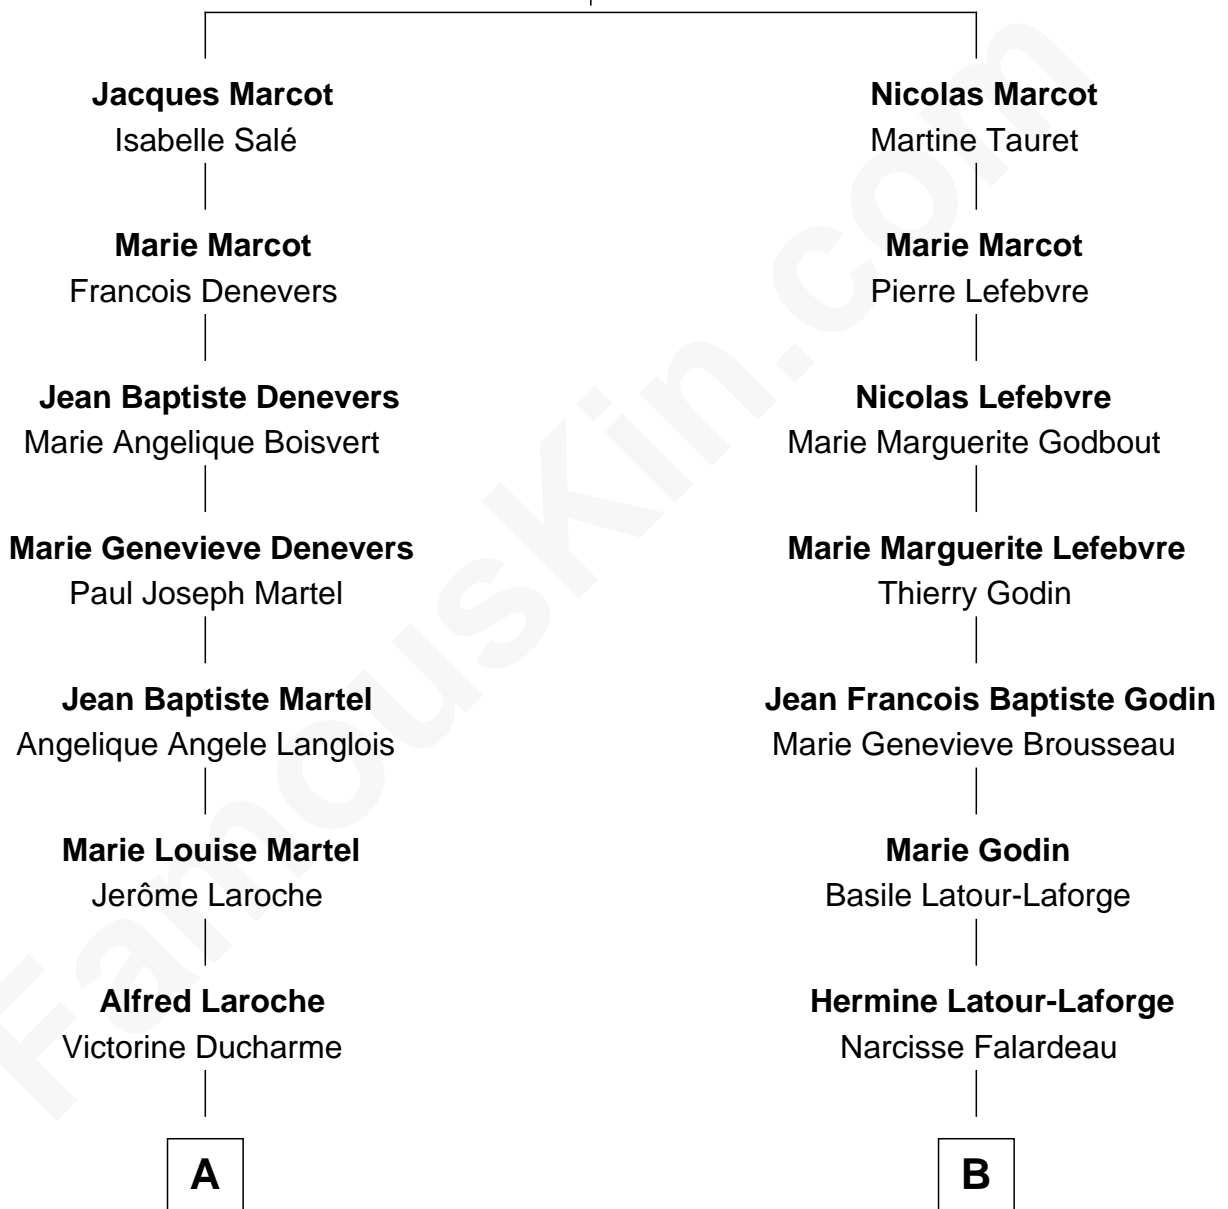 Jacques Marcot
Isabelle Salé
Marie Marcot
Francois Denevers
Jean Baptiste Denevers
Marie Angelique Boisvert
Marie Genevieve Denevers
Paul Joseph Martel
Jean Baptiste Martel
Angelique Angele Langlois
Marie Louise Martel
Jerôme Laroche
Alfred Laroche
Victorine Ducharme
A
Nicolas Marcot
Martine Tauret
Marie Marcot
Pierre Lefebvre
Nicolas Lefebvre
Marie Marguerite Godbout
Marie Marguerite Lefebvre
Thierry Godin
Jean Francois Baptiste Godin
Marie Genevieve Brousseau
Marie Godin
Basile Latour-Laforge
Hermine Latour-Laforge
Narcisse Falardeau
B
FamousKin.com